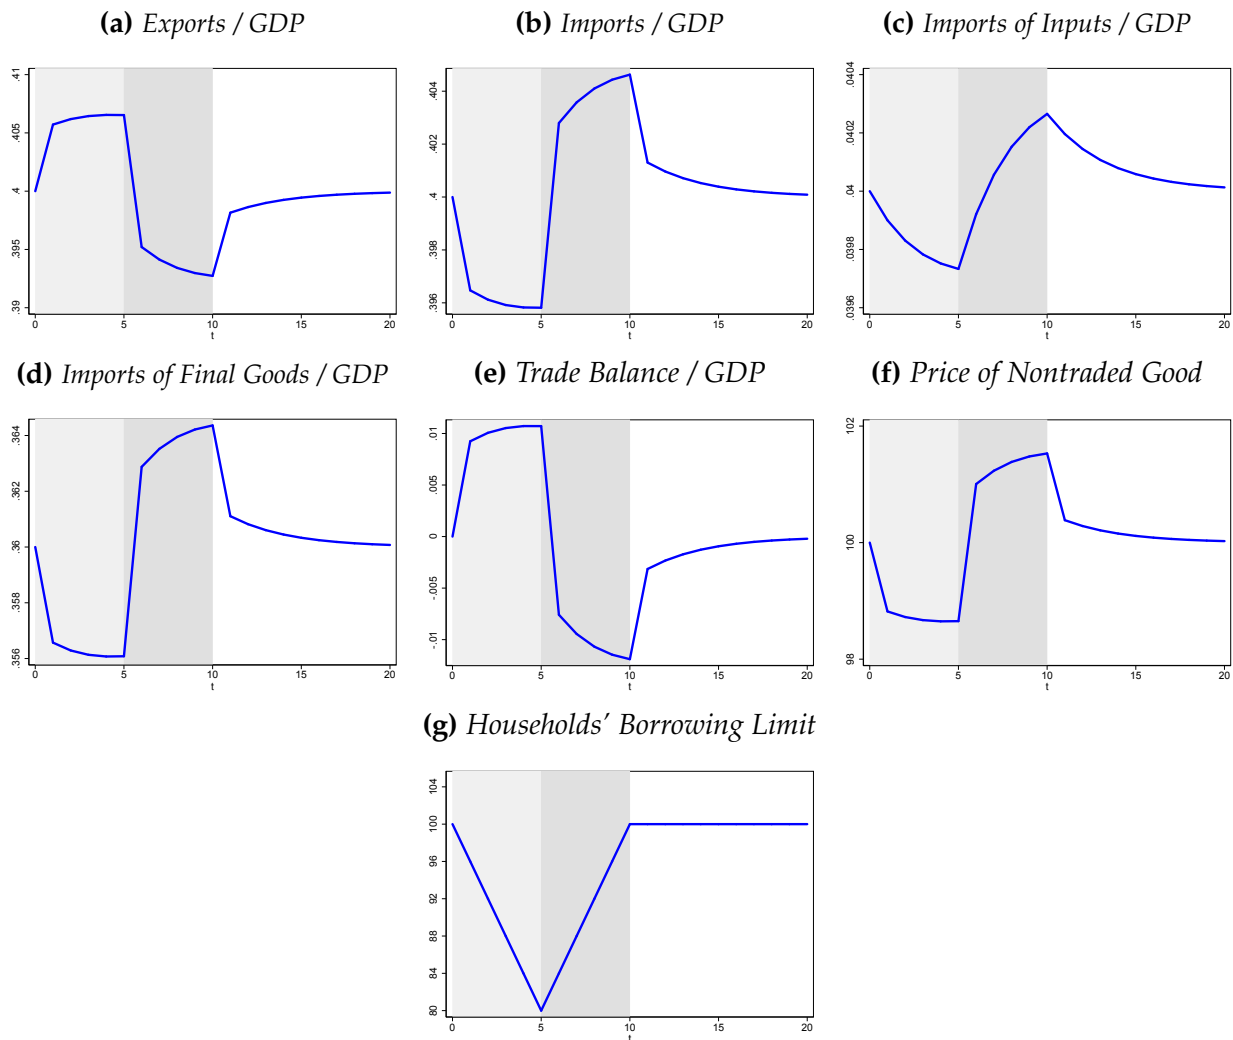 (a) Exports / GDP
(b) Imports / GDP
(c) Imports of Inputs / GDP
.41
.405
.4
.395
.39
0 5 10 15 20
t
.404
.402
.4
.398
.396
0 5 10 15 20
t
.0404
.0402
.04
.0398
.0396
0 5 10 15 20
t
(d) Imports of Final Goods / GDP
(e) Trade Balance / GDP
(f) Price of Nontraded Good
.364
.362
.36
.358
.356
0 5 10 15 20
t
.01
.005
0
-.005
-.01
0 5 10 15 20
t
102
100
98
0 5 10 15 20
t
(g) Households' Borrowing Limit
104
100
96
92
88
84
80
0 5 10 15 20
t